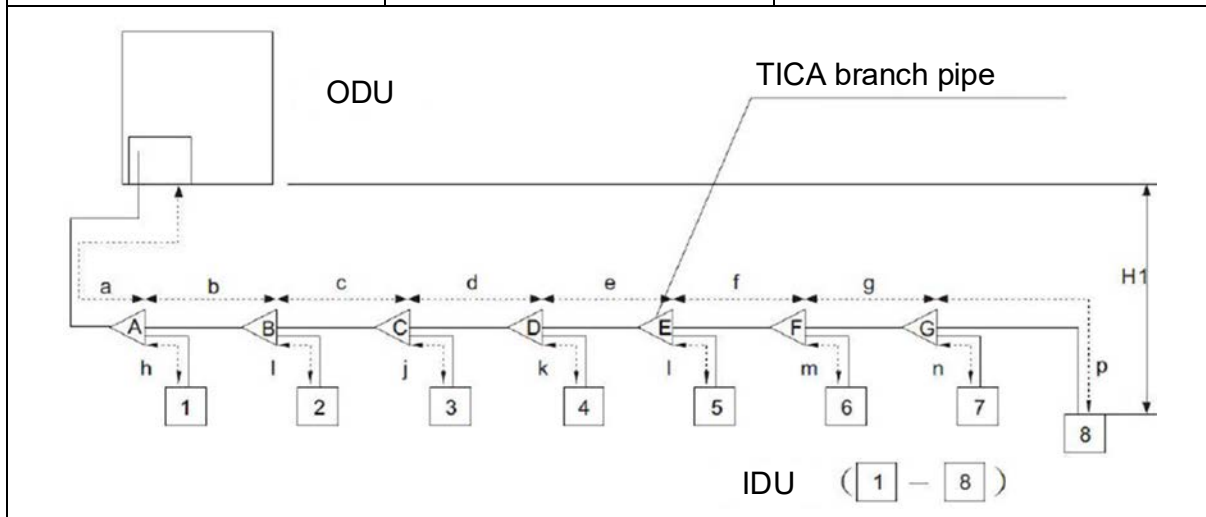 ODU
TICA branch pipe
H1
a b c d e f g
A B C D E F G
h l j k l m n p
1 2 3 4 5 6 7
8
IDU ( 1 — 8 )